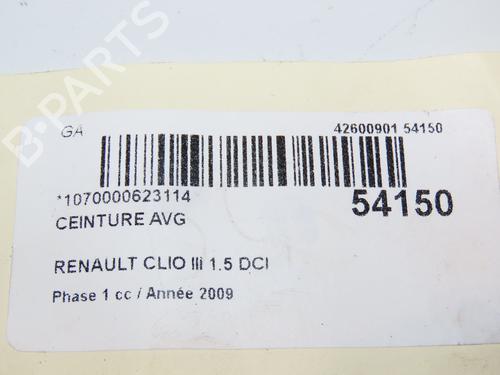 GA
42600901 54150
*1070000623114
54150
CEINTURE AVG
RENAULT CLIO III 1.5 DCI
Phase 1 cc / Année 2009
B-PARTS